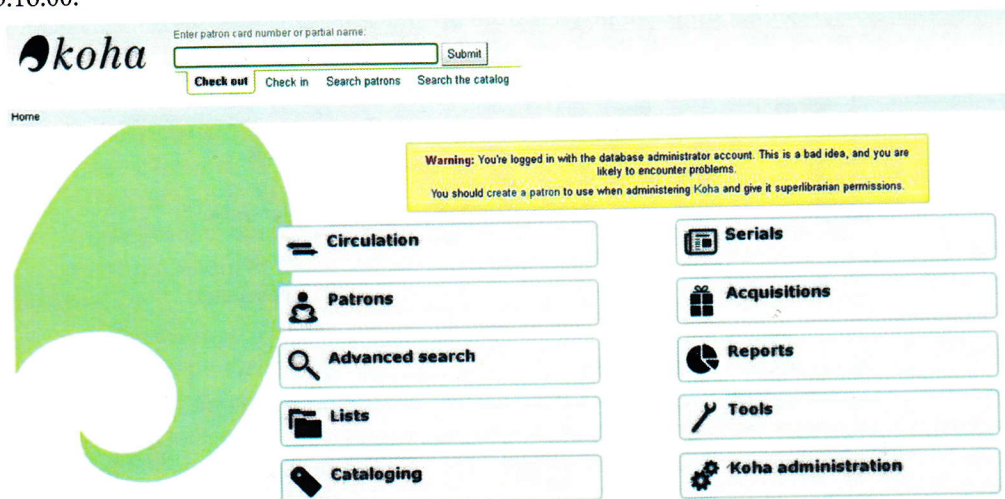 koha
Enter patron card number or partial name:
Submit
Check out Check in Search patrons Search the catalog
Home
Warning: You're logged in with the database administrator account. This is a bad idea, and you are
likely to encounter problems.
You should create a patron to use when administering Koha and give it superlibrarian permissions.
Circulation
Patrons
Advanced search
Lists
Cataloging
Serials
Acquisitions
Reports
Tools
Koha administration